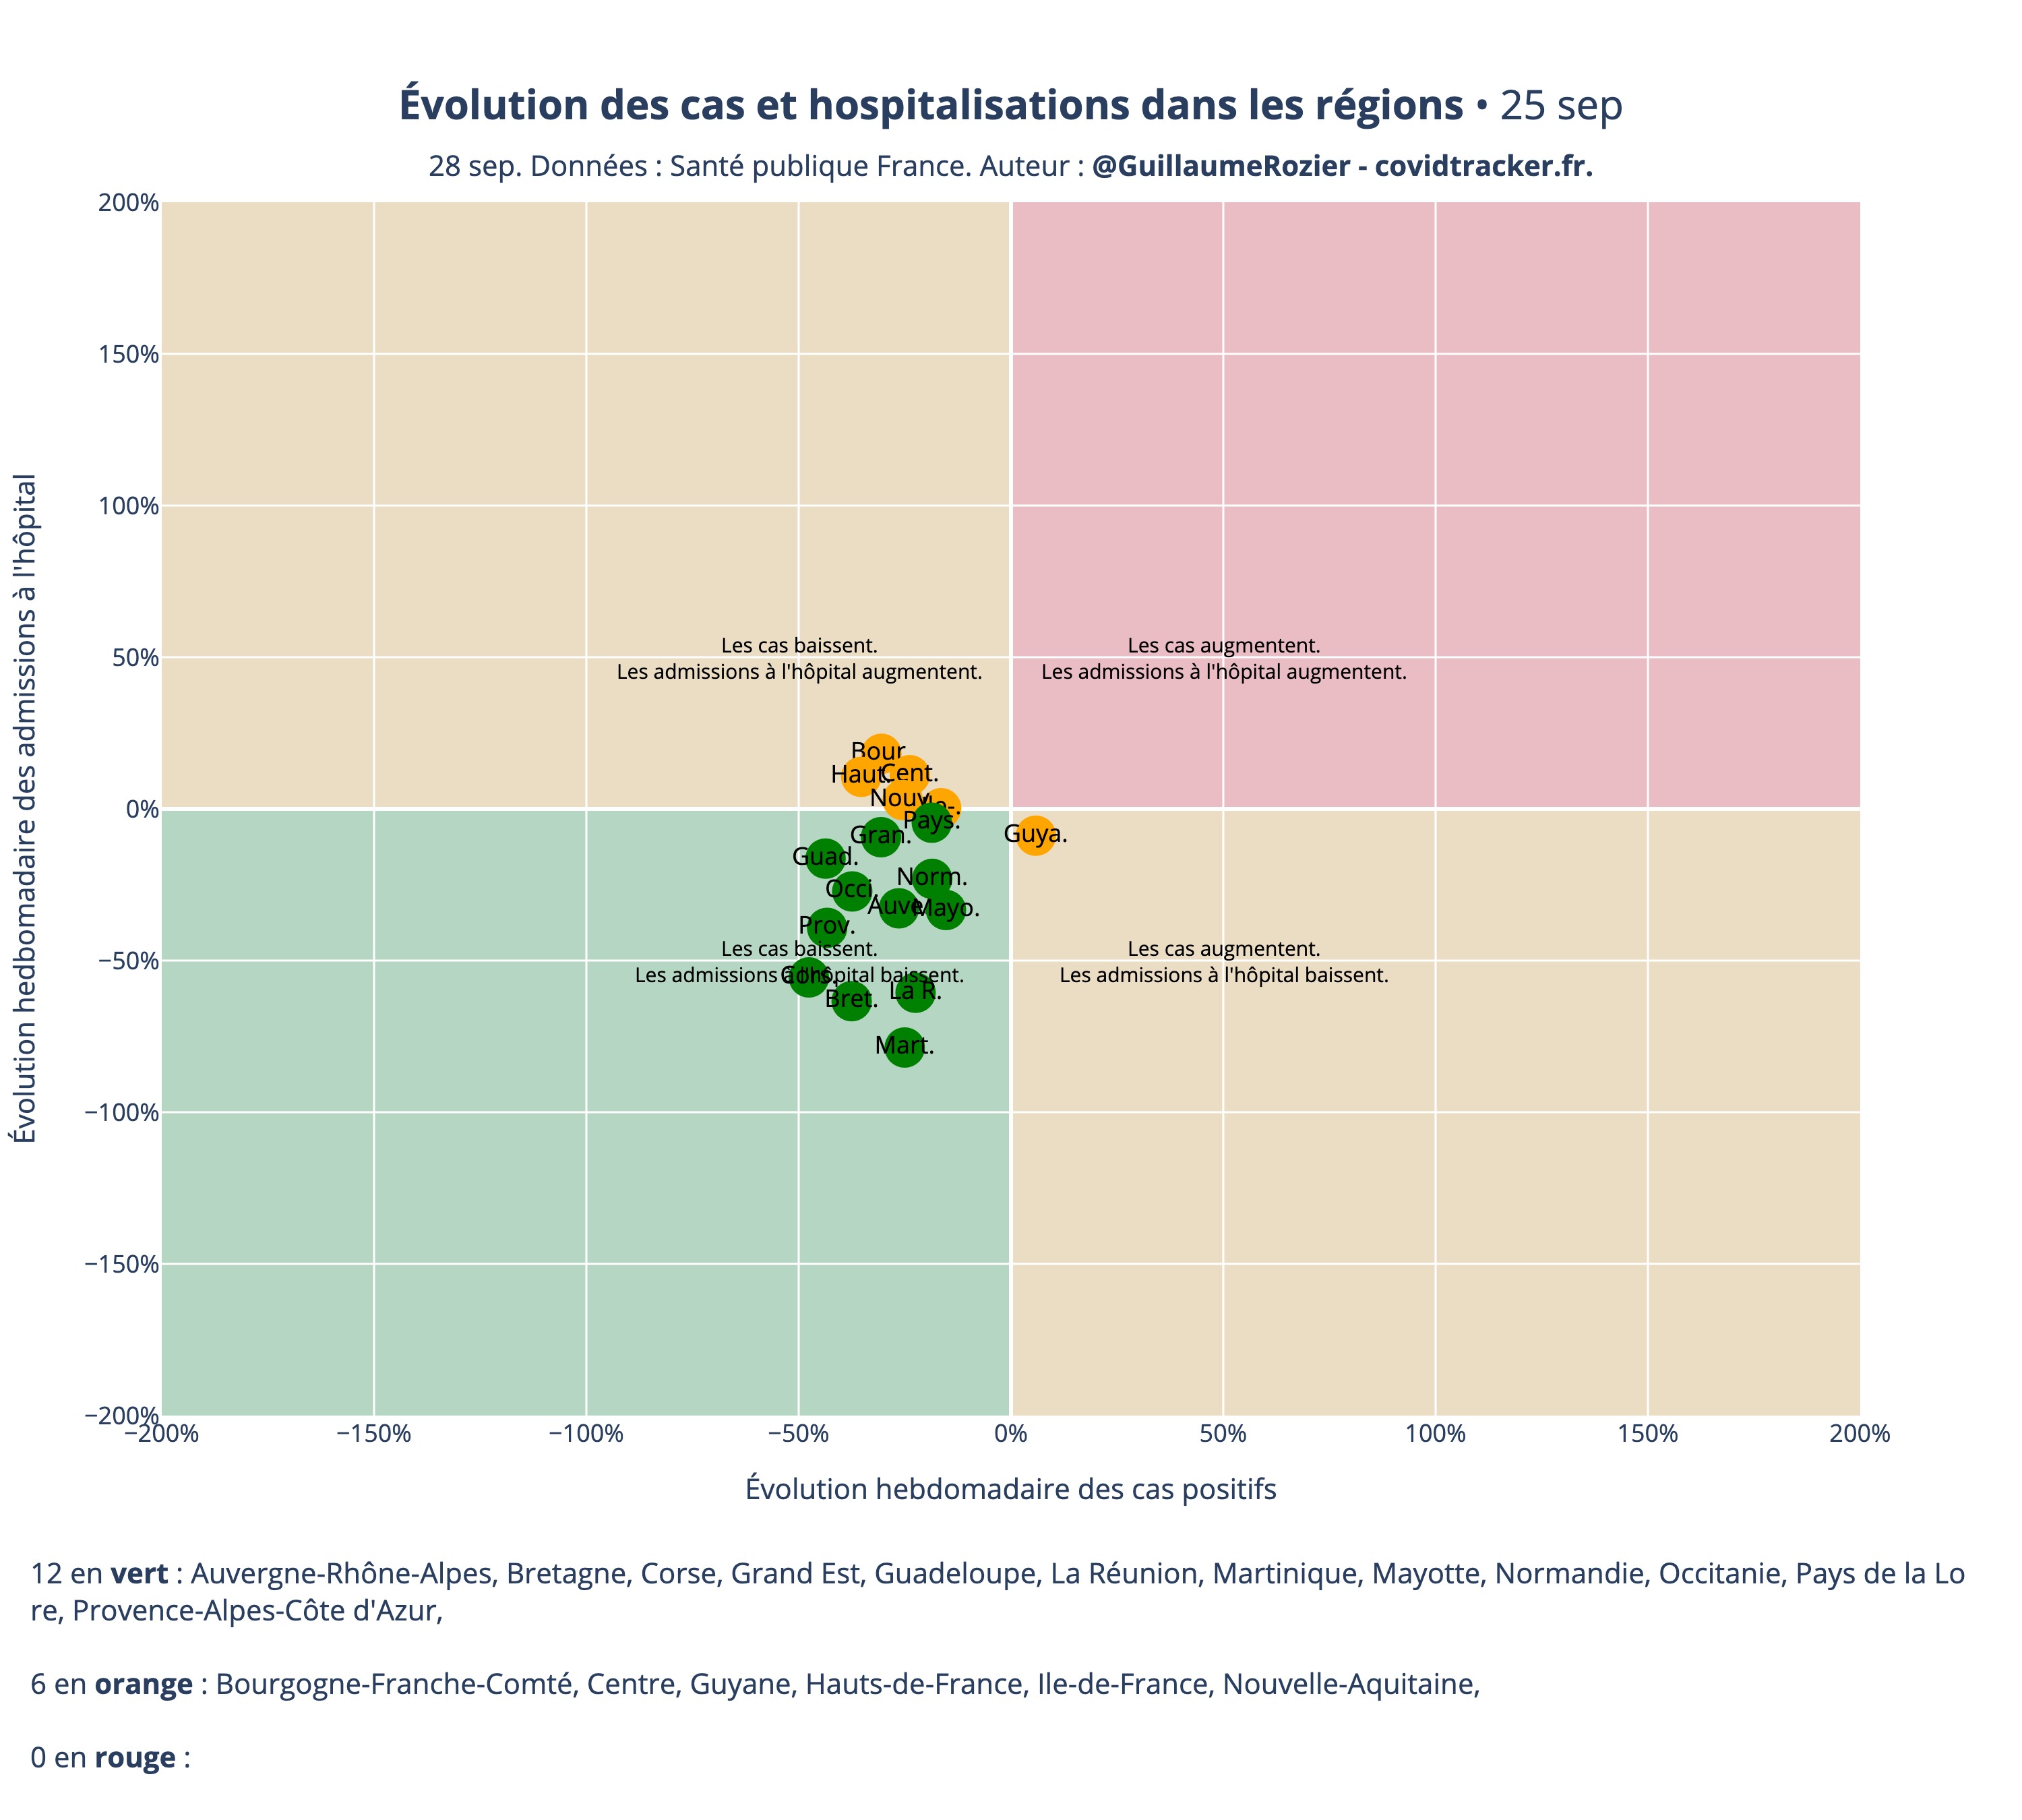 Évolution des cas et hospitalisations dans les régions • 25 sep
28 sep. Données : Santé publique France. Auteur : @GuillaumeRozier - covidtracker.fr.
200%
150%
100%
50%
0%
−50%
−100%
−150%
−200%
Évolution hedbomadaire des admissions à l'hôpital
Les cas baissent.
Les admissions à l'hôpital augmentent.
Les cas augmentent.
Les admissions à l'hôpital augmentent.
Bour
Haut.
Cent.
Nouv.
Pays.
Gran.
Guya.
Guad.
Norm.
Occi.
Auve
Mayo.
Prov.
Les cas baissent.
Les admissions à l'hôpital baissent.
Les cas augmentent.
Les admissions à l'hôpital baissent.
Cors.
La R.
Bret.
Mart.
−200%
−150%
−100%
−50%
0%
50%
100%
150%
200%
Évolution hebdomadaire des cas positifs
12 en vert : Auvergne-Rhône-Alpes, Bretagne, Corse, Grand Est, Guadeloupe, La Réunion, Martinique, Mayotte, Normandie, Occitanie, Pays de la Lo
re, Provence-Alpes-Côte d'Azur,
6 en orange : Bourgogne-Franche-Comté, Centre, Guyane, Hauts-de-France, Ile-de-France, Nouvelle-Aquitaine,
0 en rouge :